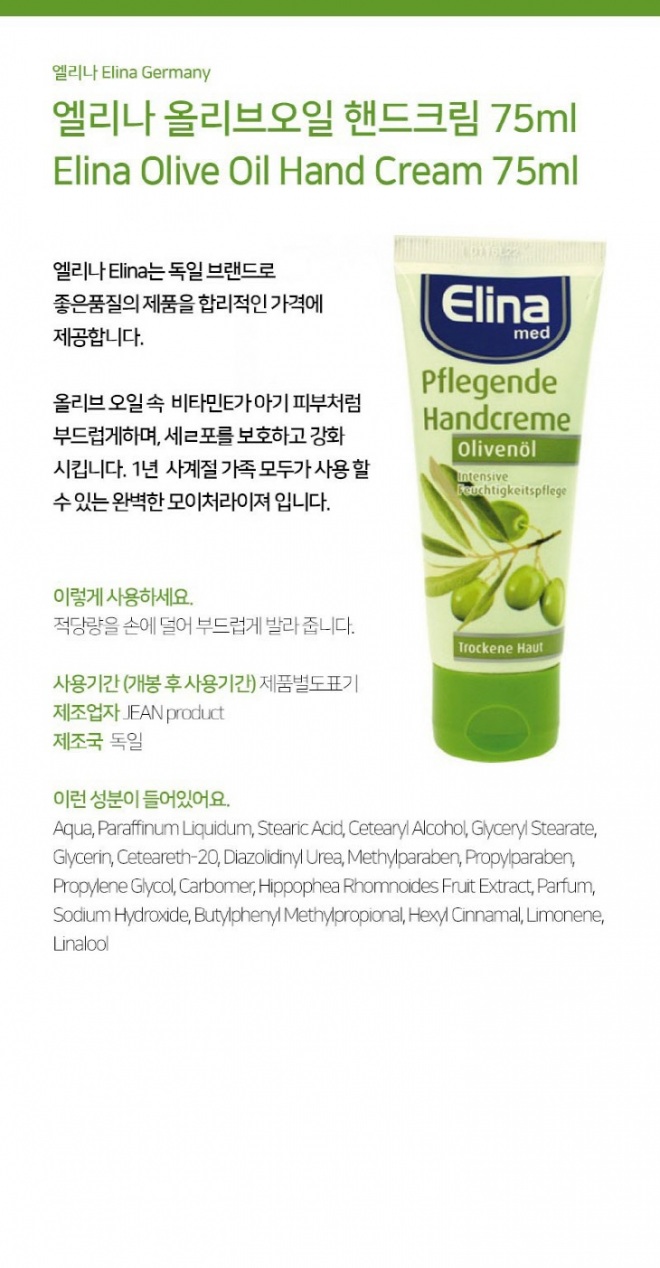 엘리나 Elina Germany
엘리나 올리브오일 핸드크림 75ml
Elina Olive Oil Hand Cream 75ml
엘리나 Elina는 독일 브랜드로
좋은품질의 제품을 합리적인 가격에
제공합니다.
올리브 오일 속 비타민E가 아기 피부처럼
부드럽게하며, 세ㄹ포를 보호하고 강화
시킵니다. 1년 사계절 가족 모두가 사용 할
수 있는 완벽한 모이처라이져 입니다.
Elina
med
Pflegende
Handcreme
Olivenöl
Intensive
Feuchtigkeitspflege
Trockene Haut
이렇게 사용하세요.
적당량을 손에 덜어 부드럽게 발라 줍니다.
사용기간 (개봉 후 사용기간) 제품별도표기
제조업자 JEAN product
제조국 독일
이런 성분이 들어있어요.
Aqua, Paraffinum Liquidum, Stearic Acid, Cetearyl Alcohol, Glyceryl Stearate,
Glycerin, Ceteareth-20, Diazolidinyl Urea, Methylparaben, Propylparaben,
Propylene Glycol, Carbomer, Hippophea Rhomnoides Fruit Extract, Parfum,
Sodium Hydroxide, Butylphenyl Methylpropional, Hexyl Cinnamal, Limonene,
Linalool